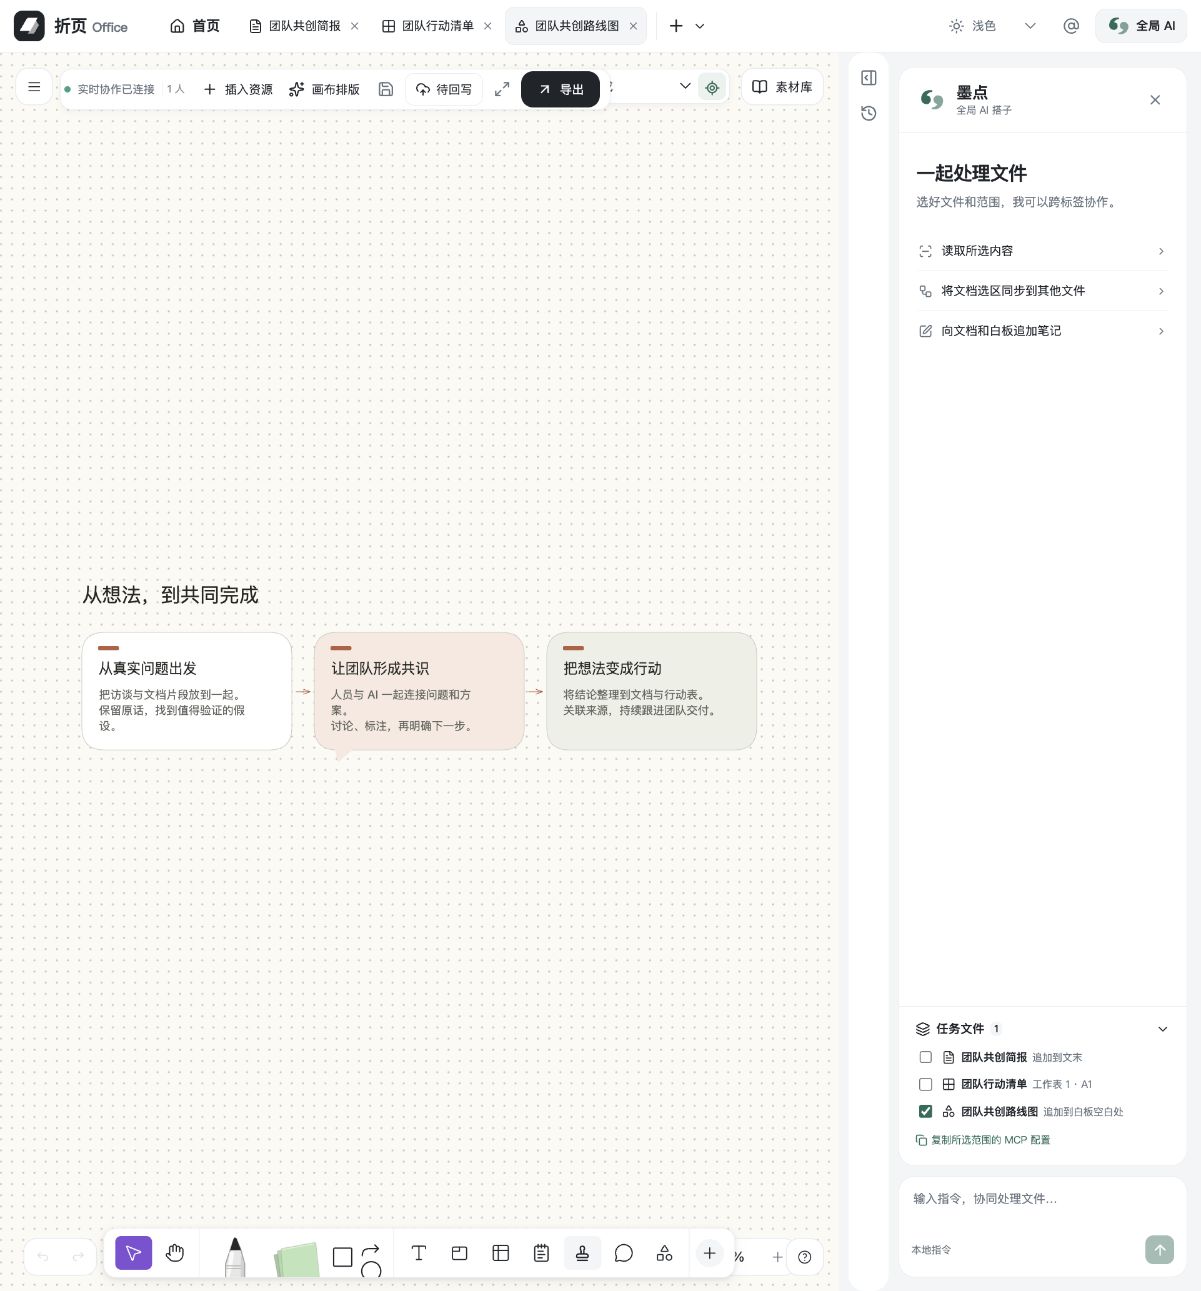 折页 Office
首页
团队共创简报
团队行动清单
团队共创路线图
浅色
全局 AI
实时协作已连接
1 人
插入资源
画布排版
待回写
导出
素材库
墨点
全局 AI 搭子
一起处理文件
选好文件和范围，我可以跨标签协作。
读取所选内容
将文档选区同步到其他文件
向文档和白板追加笔记
从想法，到共同完成
从真实问题出发
把访谈与文档片段放到一起。
保留原话，找到值得验证的假
设。
让团队形成共识
人员与 AI 一起连接问题和方
案。
讨论、标注，再明确下一步。
把想法变成行动
将结论整理到文档与行动表。
关联来源，持续跟进团队交付。
任务文件 1
团队共创简报 追加到文末
团队行动清单 工作表 1 · A1
团队共创路线图 追加到白板空白处
复制所选范围的 MCP 配置
输入指令，协同处理文件...
本地指令
%